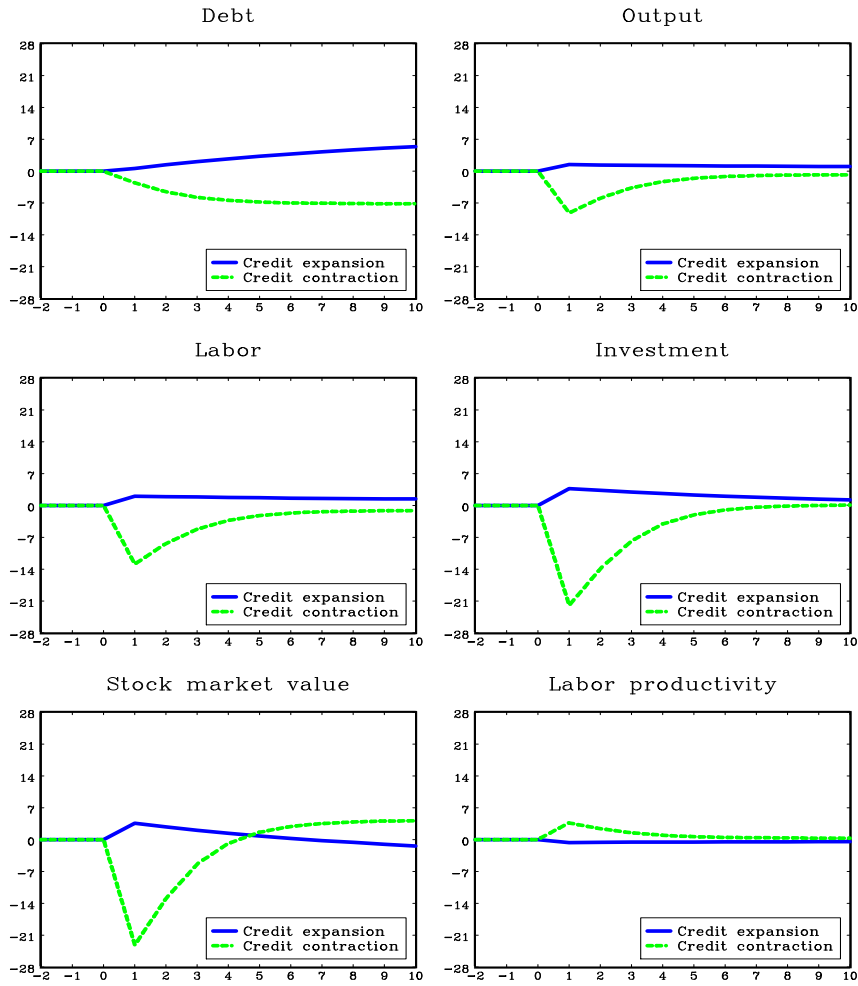 Debt
28
21
14
7
0
−7
−14
−21
−28
−2 −1 0 1 2 3 4 5 6 7 8 9 10
Credit expansion
Credit contraction
Output
28
21
14
7
0
−7
−14
−21
−28
−2 −1 0 1 2 3 4 5 6 7 8 9 10
Credit expansion
Credit contraction
Labor
28
21
14
7
0
−7
−14
−21
−28
−2 −1 0 1 2 3 4 5 6 7 8 9 10
Credit expansion
Credit contraction
Investment
28
21
14
7
0
−7
−14
−21
−28
−2 −1 0 1 2 3 4 5 6 7 8 9 10
Credit expansion
Credit contraction
Stock market value
28
21
14
7
0
−7
−14
−21
−28
−2 −1 0 1 2 3 4 5 6 7 8 9 10
Credit expansion
Credit contraction
Labor productivity
28
21
14
7
0
−7
−14
−21
−28
−2 −1 0 1 2 3 4 5 6 7 8 9 10
Credit expansion
Credit contraction